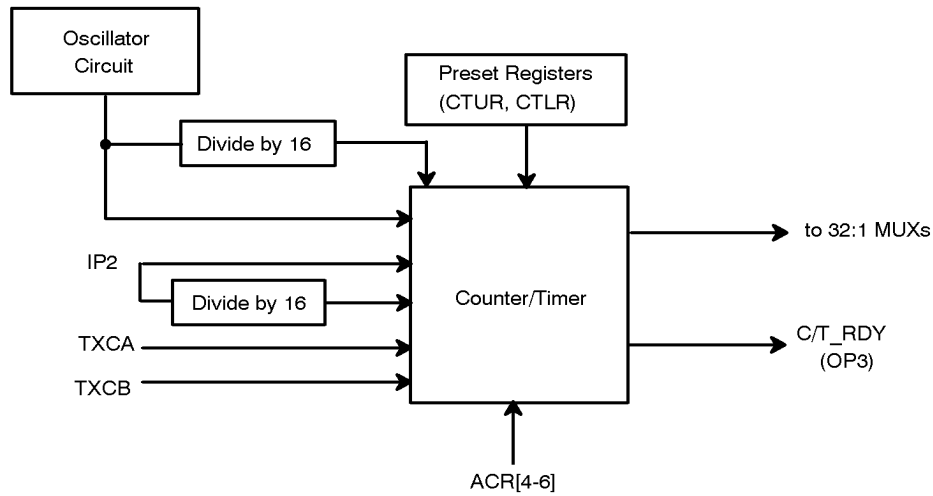 Oscillator
Circuit
Preset Registers
(CTUR, CTLR)
Divide by 16
to 32:1 MUXs
IP2
Divide by 16
Counter/Timer
TXCA
C/T_RDY
(OP3)
TXCB
ACR[4-6]